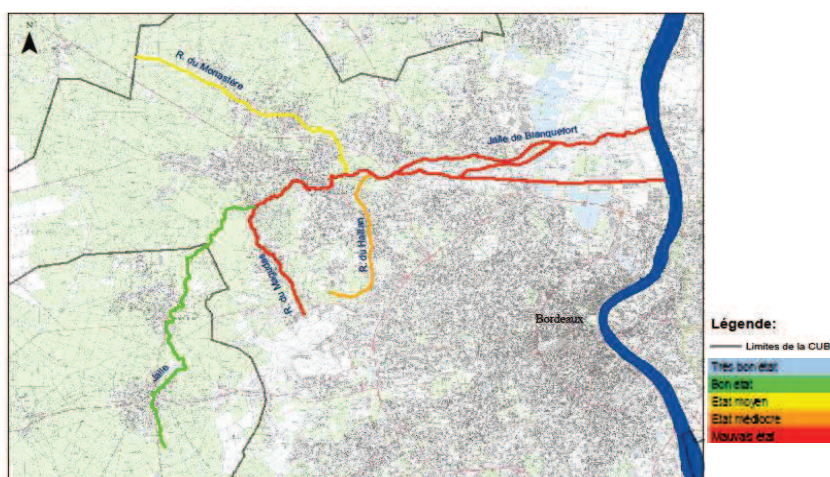 N
R. du Monastère
Jalle de Blanquefort
R. du Haillan
R. du Magudas
Jalle
Bordeaux
Légende:
Limites de la CUB
Très bon état
Bon état
Etat moyen
Etat médiocre
Mauvais état